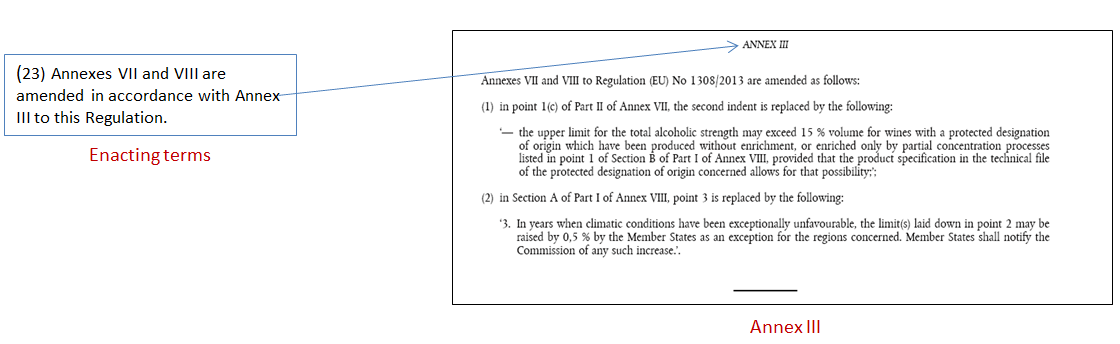 (23) Annexes VII and VIII are
amended in accordance with Annex
III to this Regulation.
Enacting terms
ANNEX III
Annexes VII and VIII to Regulation (EU) No 1308/2013 are amended as follows:
(1) in point 1(c) of Part II of Annex VII, the second indent is replaced by the following:
‘— the upper limit for the total alcoholic strength may exceed 15 % volume for wines with a protected designation
of origin which have been produced without enrichment, or enriched only by partial concentration processes
listed in point 1 of Section B of Part I of Annex VIII, provided that the product specification in the technical file
of the protected designation of origin concerned allows for that possibility;’;
(2) in Section A of Part I of Annex VIII, point 3 is replaced by the following:
‘3. In years when climatic conditions have been exceptionally unfavourable, the limit(s) laid down in point 2 may be
raised by 0,5 % by the Member States as an exception for the regions concerned. Member States shall notify the
Commission of any such increase.’.
Annex III